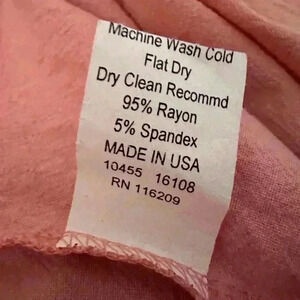 Machine Wash Cold
Flat Dry
Dry Clean Recommd
95% Rayon
5% Spandex
MADE IN USA
10455 16108
RN 116209